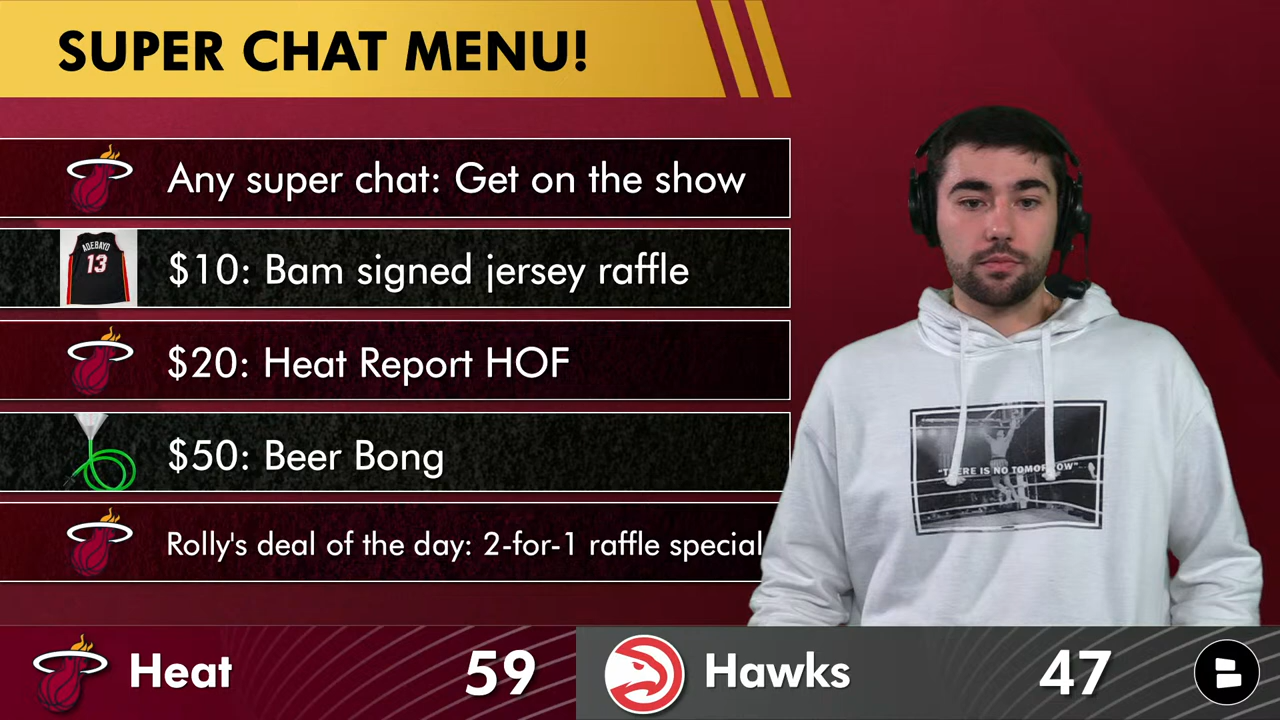 SUPER CHAT MENU!
Any super chat: Get on the show
ADEBAYO
13
$10: Bam signed jersey raffle
$20: Heat Report HOF
$50: Beer Bong
Rolly's deal of the day: 2-for-1 raffle special
"THERE IS NO TOMORROW"
Heat 59 Hawks 47